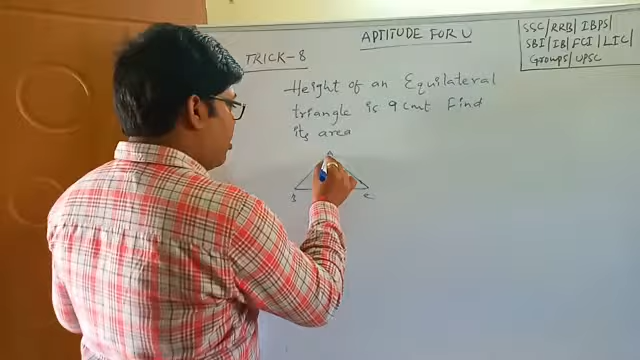 APTITUDE FOR U
SSC/RRB/IBPS/
SBI/IB/FCI/LIC/
Groups/UPSC
TRICK-8
Height of an Equilateral
triangle is 9cmt Find
its area
B
C